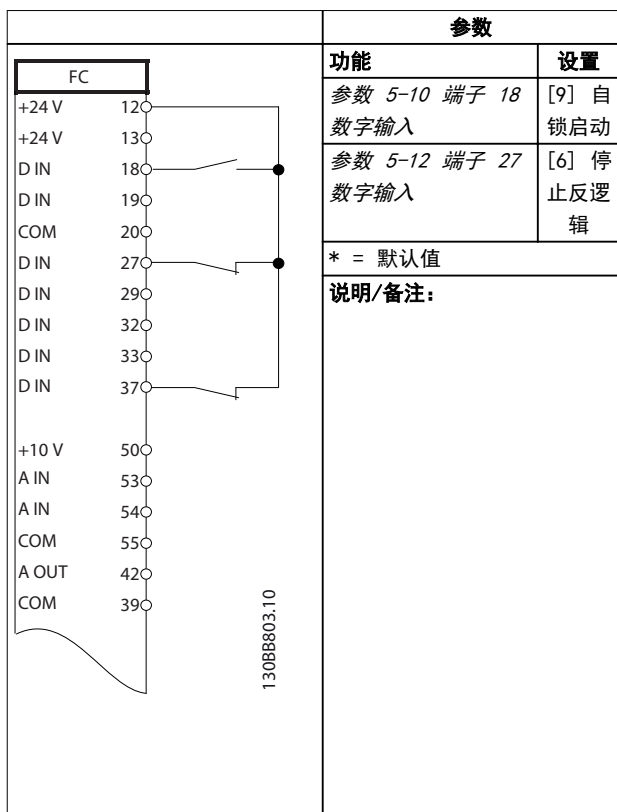 参数
功能 设置
参数 5-10 端子 18 [9] 自
数字输入 锁启动
参数 5-12 端子 27 [6] 停
数字输入 止反逻
辑
* = 默认值
说明/备注：
FC
+24 V 12
+24 V 13
D IN 18
D IN 19
COM 20
D IN 27
D IN 29
D IN 32
D IN 33
D IN 37
+10 V 50
A IN 53
A IN 54
COM 55
A OUT 42
COM 39
130BB803.10